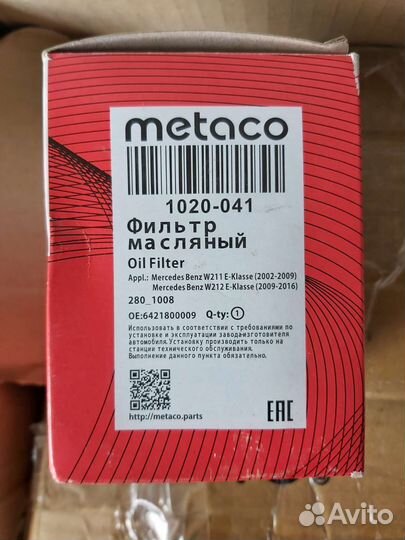 metaco
1020-041
Фильтр
масляный
Oil Filter
Appl.: Mercedes Benz W211 E-Klasse (2002-2009)
Mercedes Benz W212 E-Klasse (2009-2016)
280_1008
OE:6421800009 Q-ty: 1
Использовать в соответствии с требованиями по
установке и эксплуатации завода-изготовителя
автомобиля. Установку производить только на
станции технического обслуживания.
Выполнение данного пункта обязательно.
http://metaco.parts
EAC
Avito